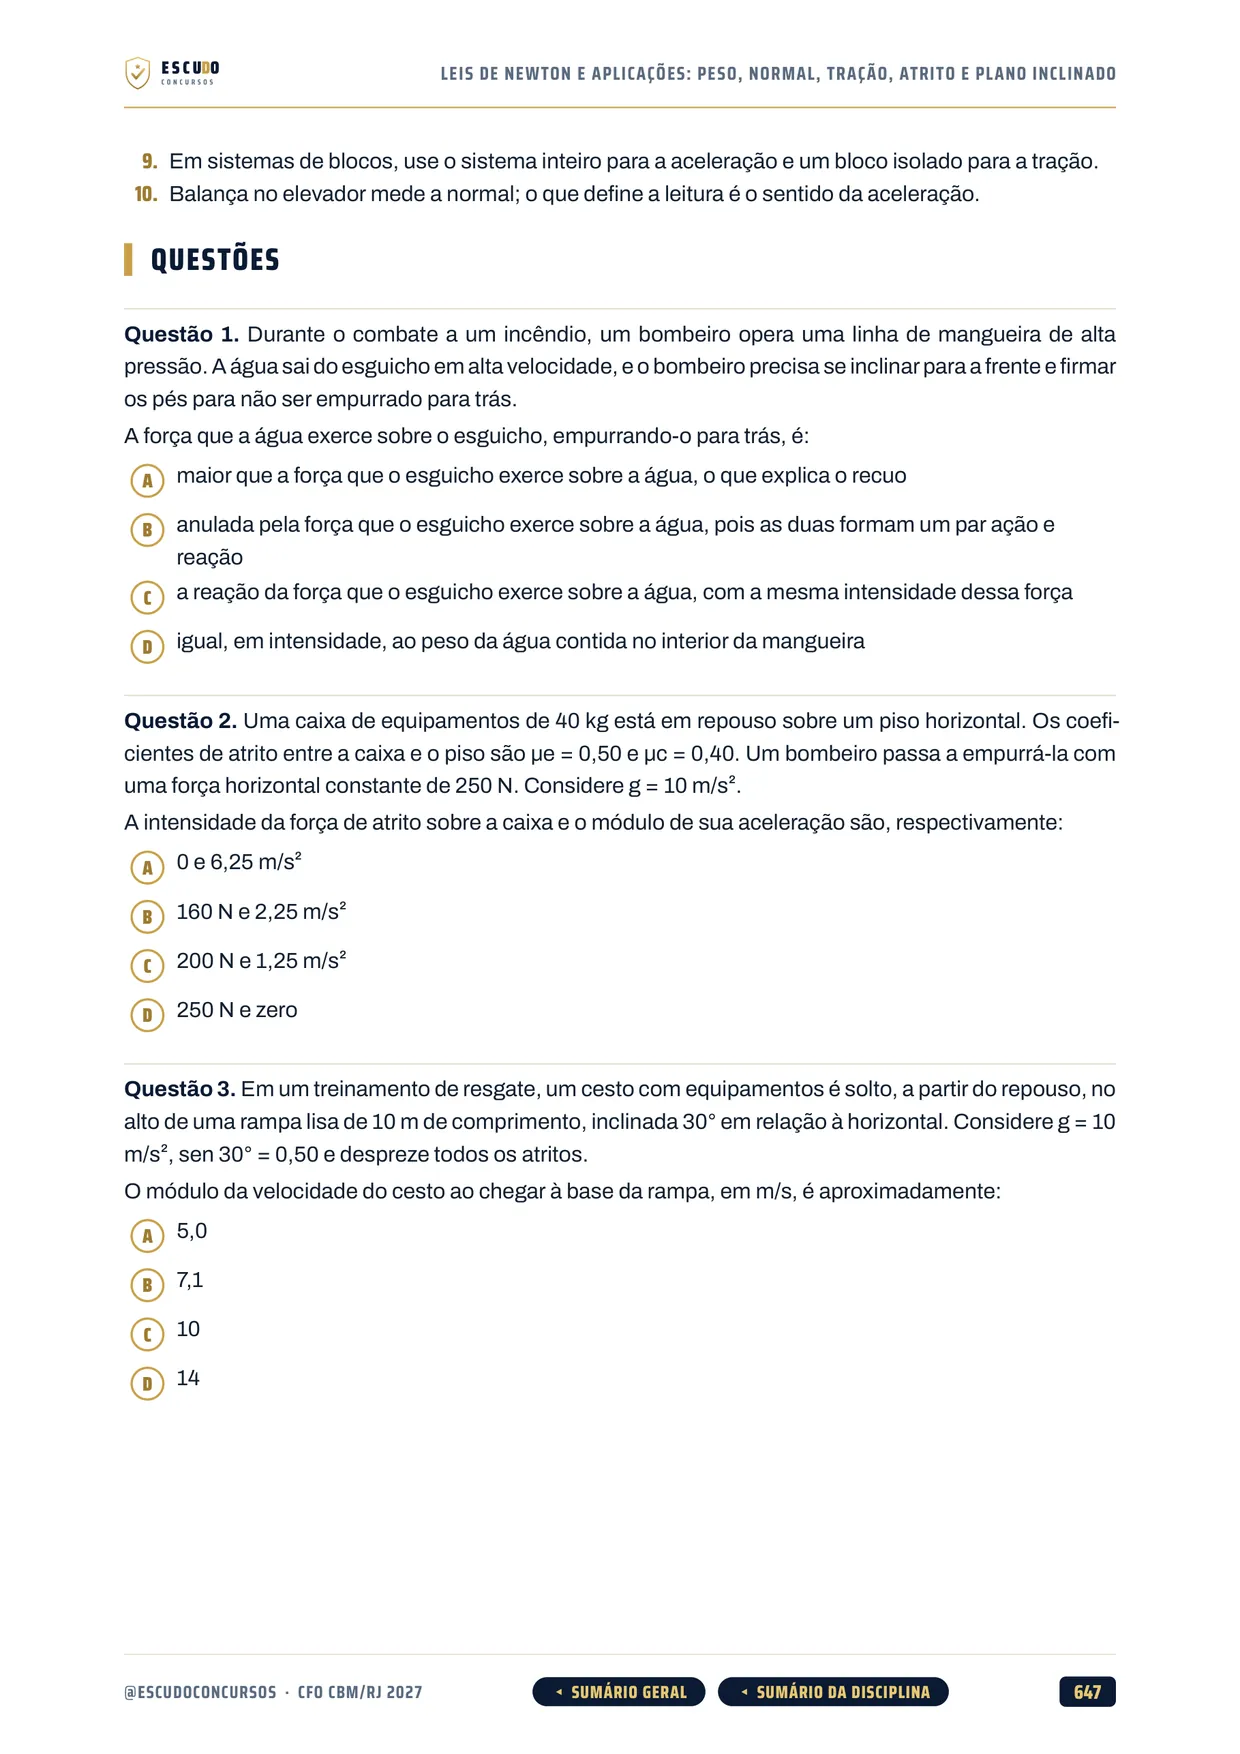 ESCUDO
CONCURSOS
LEIS DE NEWTON E APLICAÇÕES: PESO, NORMAL, TRAÇÃO, ATRITO E PLANO INCLINADO
9. Em sistemas de blocos, use o sistema inteiro para a aceleração e um bloco isolado para a tração.
10. Balança no elevador mede a normal; o que define a leitura é o sentido da aceleração.
QUESTÕES
Questão 1. Durante o combate a um incêndio, um bombeiro opera uma linha de mangueira de alta
pressão. A água sai do esguicho em alta velocidade, e o bombeiro precisa se inclinar para a frente e firmar
os pés para não ser empurrado para trás.
A força que a água exerce sobre o esguicho, empurrando-o para trás, é:
A maior que a força que o esguicho exerce sobre a água, o que explica o recuo
B anulada pela força que o esguicho exerce sobre a água, pois as duas formam um par ação e
reação
C a reação da força que o esguicho exerce sobre a água, com a mesma intensidade dessa força
D igual, em intensidade, ao peso da água contida no interior da mangueira
Questão 2. Uma caixa de equipamentos de 40 kg está em repouso sobre um piso horizontal. Os coefi-
cientes de atrito entre a caixa e o piso são μe = 0,50 e μc = 0,40. Um bombeiro passa a empurrá-la com
uma força horizontal constante de 250 N. Considere g = 10 m/s².
A intensidade da força de atrito sobre a caixa e o módulo de sua aceleração são, respectivamente:
A 0 e 6,25 m/s²
B 160 N e 2,25 m/s²
C 200 N e 1,25 m/s²
D 250 N e zero
Questão 3. Em um treinamento de resgate, um cesto com equipamentos é solto, a partir do repouso, no
alto de uma rampa lisa de 10 m de comprimento, inclinada 30° em relação à horizontal. Considere g = 10
m/s², sen 30° = 0,50 e despreze todos os atritos.
O módulo da velocidade do cesto ao chegar à base da rampa, em m/s, é aproximadamente:
A 5,0
B 7,1
C 10
D 14
@ESCUDOCONCURSOS · CFO CBM/RJ 2027
◂ SUMÁRIO GERAL
◂ SUMÁRIO DA DISCIPLINA
647